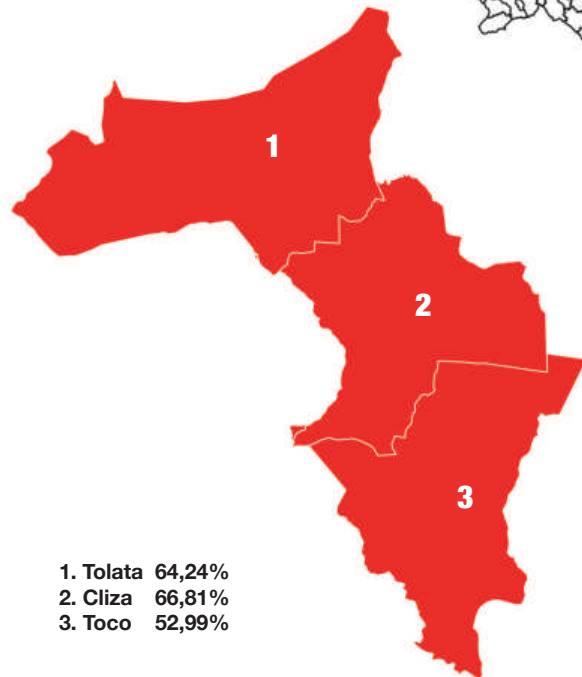 1
2
3
1. Tolata 64,24%
2. Cliza 66,81%
3. Toco 52,99%